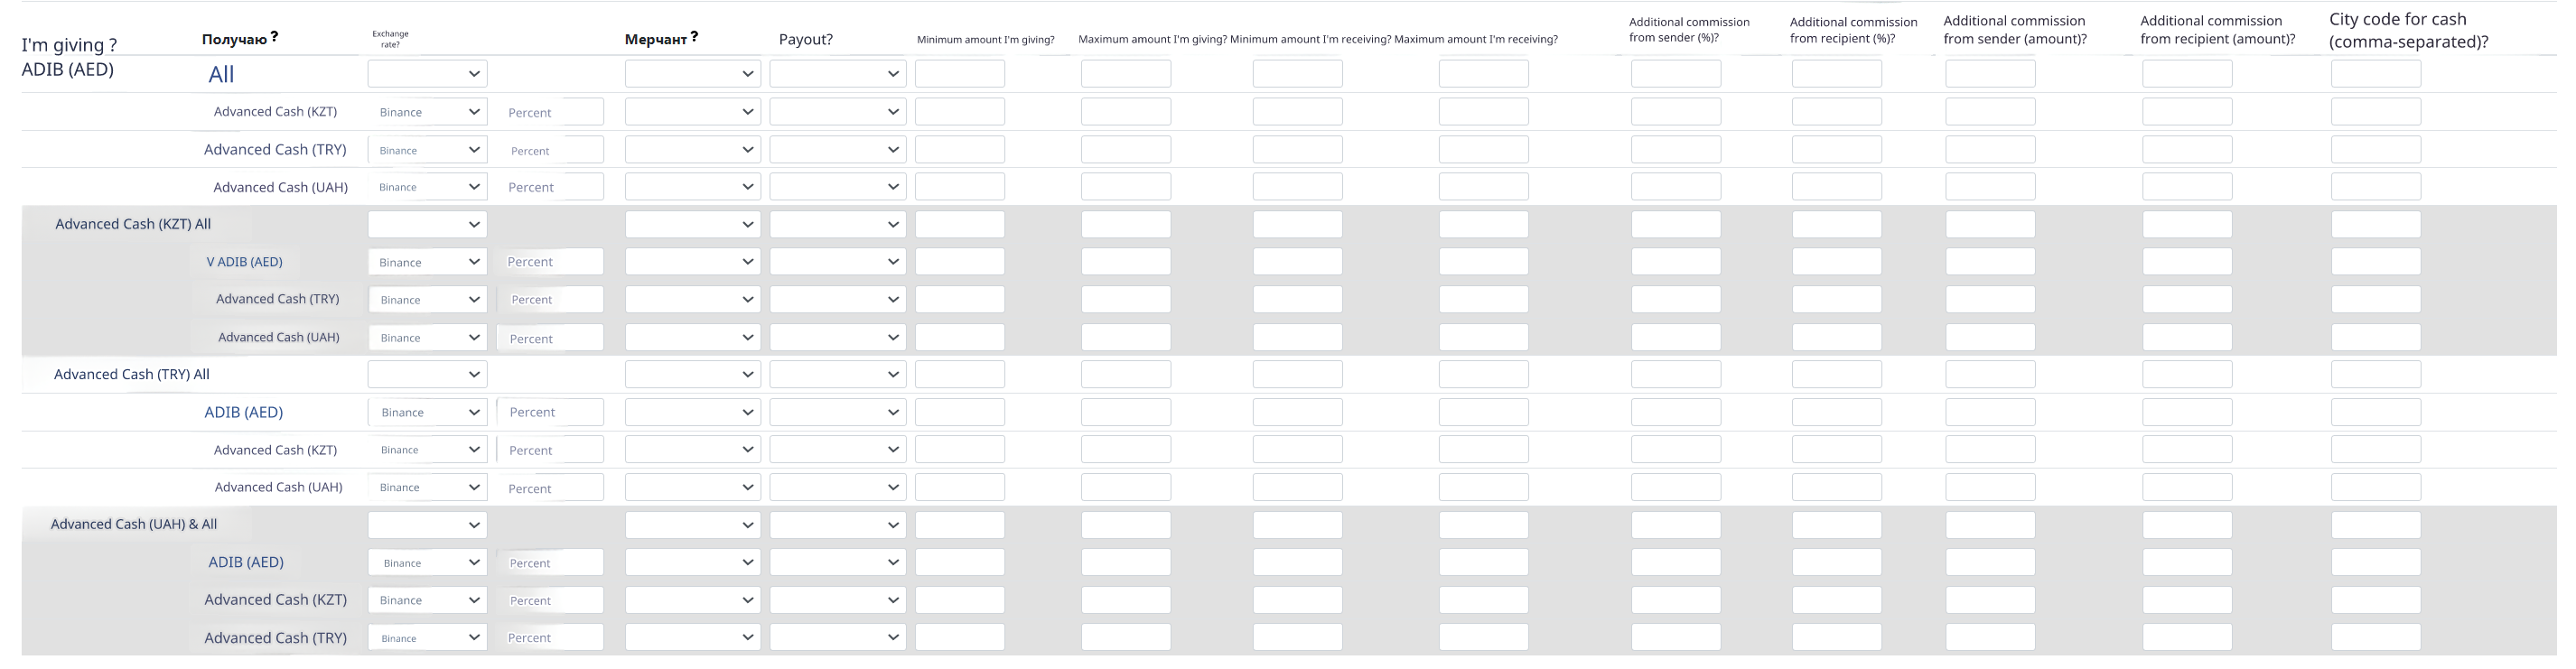 I'm giving ?
Получаю ?
Exchange
rate?
Мерчант ?
Payout?
Minimum amount I'm giving?
Maximum amount I'm giving?
Minimum amount I'm receiving?
Maximum amount I'm receiving?
Additional commission
from sender (%)?
Additional commission
from recipient (%)?
Additional commission
from sender (amount)?
Additional commission
from recipient (amount)?
City code for cash
(comma-separated)?
ADIB (AED)
All
Advanced Cash (KZT)
Binance
Percent
Advanced Cash (TRY)
Binance
Percent
Advanced Cash (UAH)
Binance
Percent
Advanced Cash (KZT) All
V ADIB (AED)
Binance
Percent
Advanced Cash (TRY)
Binance
Percent
Advanced Cash (UAH)
Binance
Percent
Advanced Cash (TRY) All
ADIB (AED)
Binance
Percent
Advanced Cash (KZT)
Binance
Percent
Advanced Cash (UAH)
Binance
Percent
Advanced Cash (UAH) & All
ADIB (AED)
Binance
Percent
Advanced Cash (KZT)
Binance
Percent
Advanced Cash (TRY)
Binance
Percent